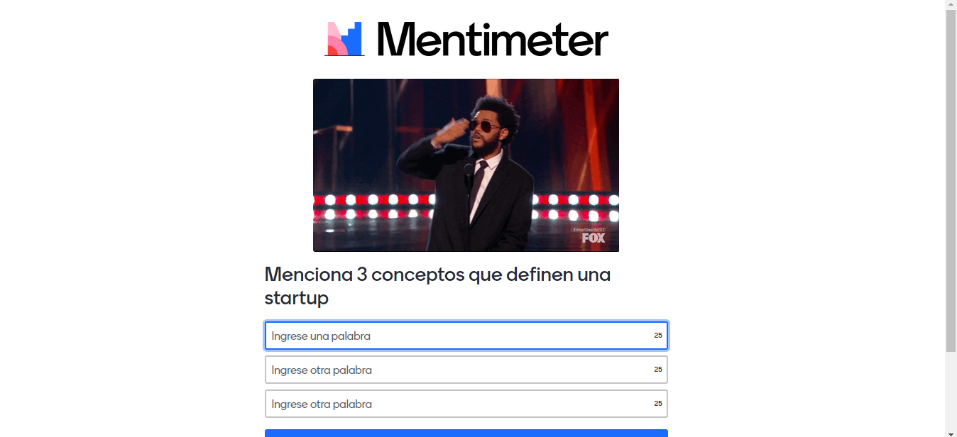 Mentimeter
FOX
Menciona 3 conceptos que definen una
startup
Ingrese una palabra
25
Ingrese otra palabra
25
Ingrese otra palabra
25